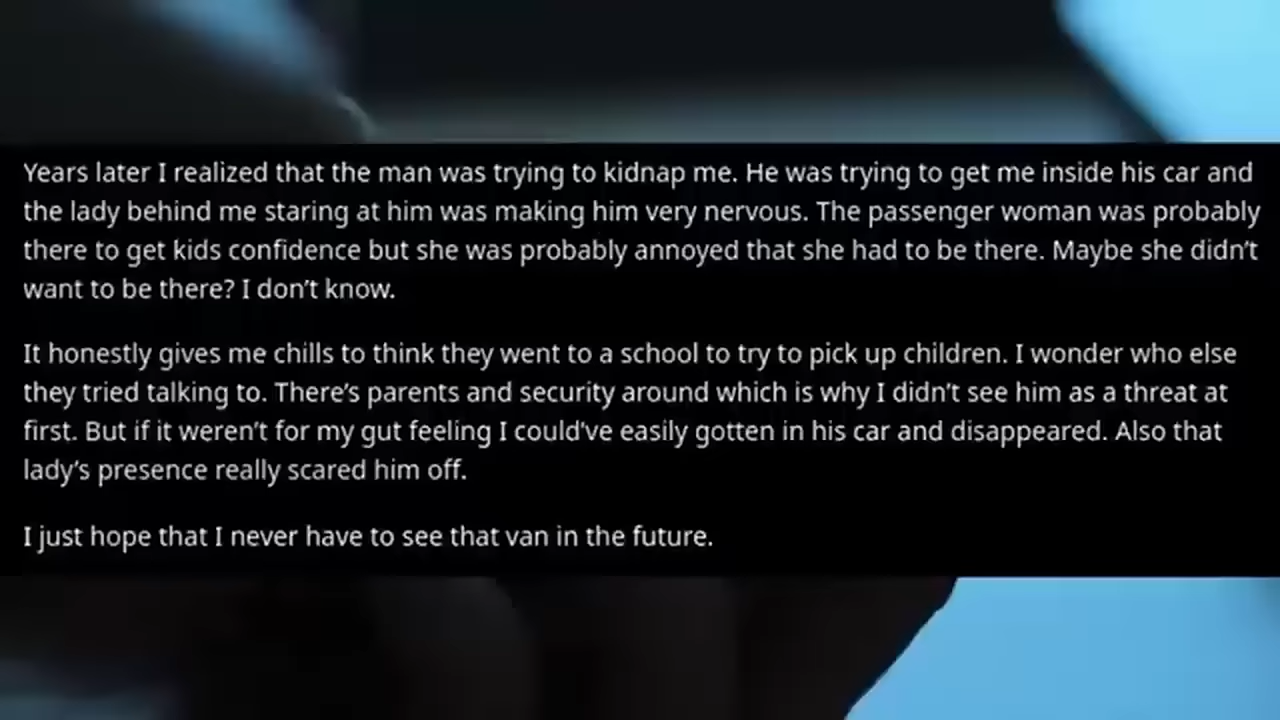 Years later I realized that the man was trying to kidnap me. He was trying to get me inside his car and
the lady behind me staring at him was making him very nervous. The passenger woman was probably
there to get kids confidence but she was probably annoyed that she had to be there. Maybe she didn’t
want to be there? I don’t know.
It honestly gives me chills to think they went to a school to try to pick up children. I wonder who else
they tried talking to. There’s parents and security around which is why I didn’t see him as a threat at
first. But if it weren’t for my gut feeling I could've easily gotten in his car and disappeared. Also that
lady’s presence really scared him off.
I just hope that I never have to see that van in the future.